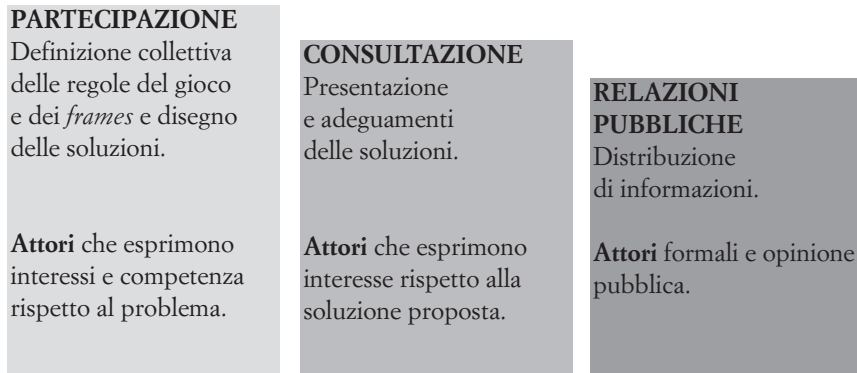 PARTECIPAZIONE
Definizione collettiva
delle regole del gioco
e dei frames e disegno
delle soluzioni.
Attori che esprimono
interessi e competenza
rispetto al problema.
CONSULTAZIONE
Presentazione
e adeguamenti
delle soluzioni.
Attori che esprimono
interesse rispetto alla
soluzione proposta.
RELAZIONI
PUBBLICHE
Distribuzione
di informazioni.
Attori formali e opinione
pubblica.